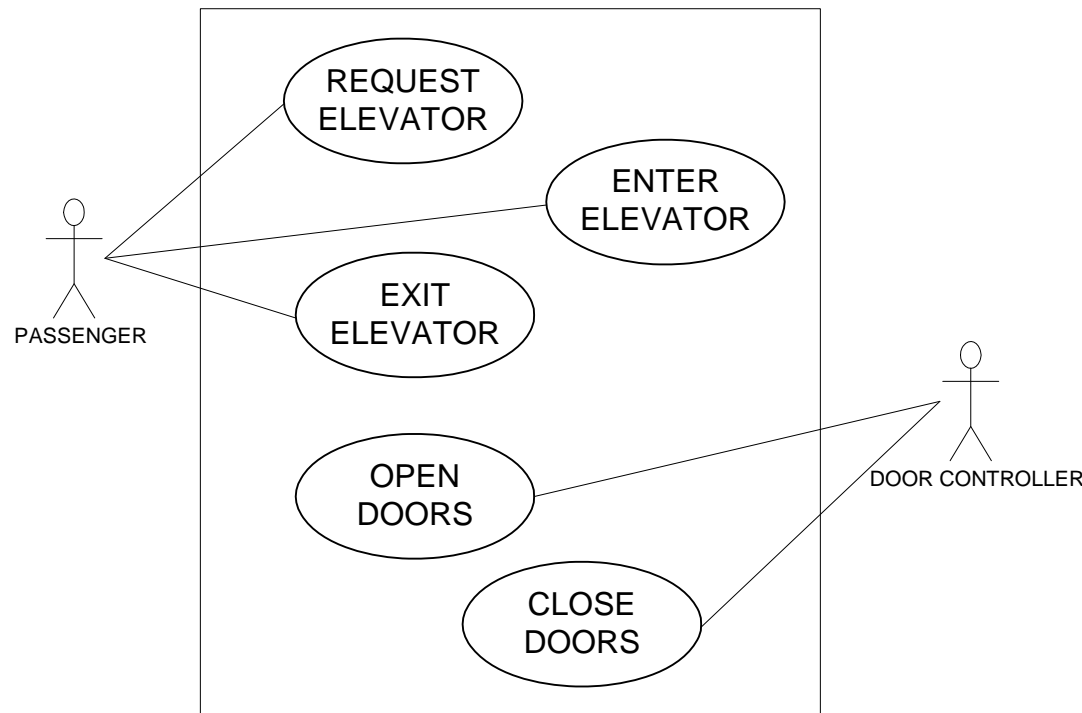 REQUEST
ELEVATOR
ENTER
ELEVATOR
EXIT
ELEVATOR
PASSENGER
OPEN
DOORS
DOOR CONTROLLER
CLOSE
DOORS